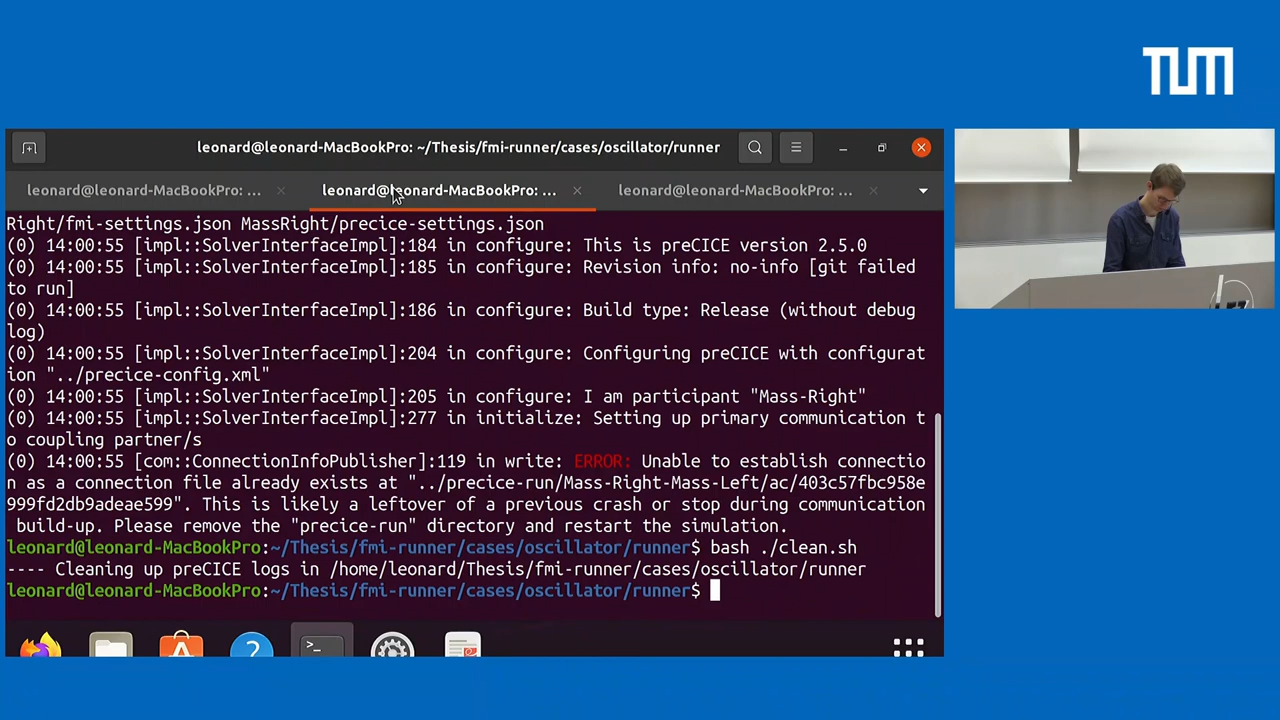 TUM
leonard@leonard-MacBookPro: ~/Thesis/fmi-runner/cases/oscillator/runner
leonard@leonard-MacBookPro: ...
leonard@leonard-MacBookPro: ...
leonard@leonard-MacBookPro: ...
Right/fmi-settings.json MassRight/precice-settings.json
(0) 14:00:55 [impl::SolverInterfaceImpl]:184 in configure: This is preCICE version 2.5.0
(0) 14:00:55 [impl::SolverInterfaceImpl]:185 in configure: Revision info: no-info [git failed
to run]
(0) 14:00:55 [impl::SolverInterfaceImpl]:186 in configure: Build type: Release (without debug
log)
(0) 14:00:55 [impl::SolverInterfaceImpl]:204 in configure: Configuring preCICE with configurat
ion "../precice-config.xml"
(0) 14:00:55 [impl::SolverInterfaceImpl]:205 in configure: I am participant "Mass-Right"
(0) 14:00:55 [impl::SolverInterfaceImpl]:277 in initialize: Setting up primary communication t
o coupling partner/s
(0) 14:00:55 [com::ConnectionInfoPublisher]:119 in write: ERROR: Unable to establish connectio
n as a connection file already exists at "../precice-run/Mass-Right-Mass-Left/ac/403c57fbc958e
999fd2db9adeae599". This is likely a leftover of a previous crash or stop during communication
build-up. Please remove the "precice-run" directory and restart the simulation.
leonard@leonard-MacBookPro:~/Thesis/fmi-runner/cases/oscillator/runner$ bash ./clean.sh
---- Cleaning up preCICE logs in /home/leonard/Thesis/fmi-runner/cases/oscillator/runner
leonard@leonard-MacBookPro:~/Thesis/fmi-runner/cases/oscillator/runner$